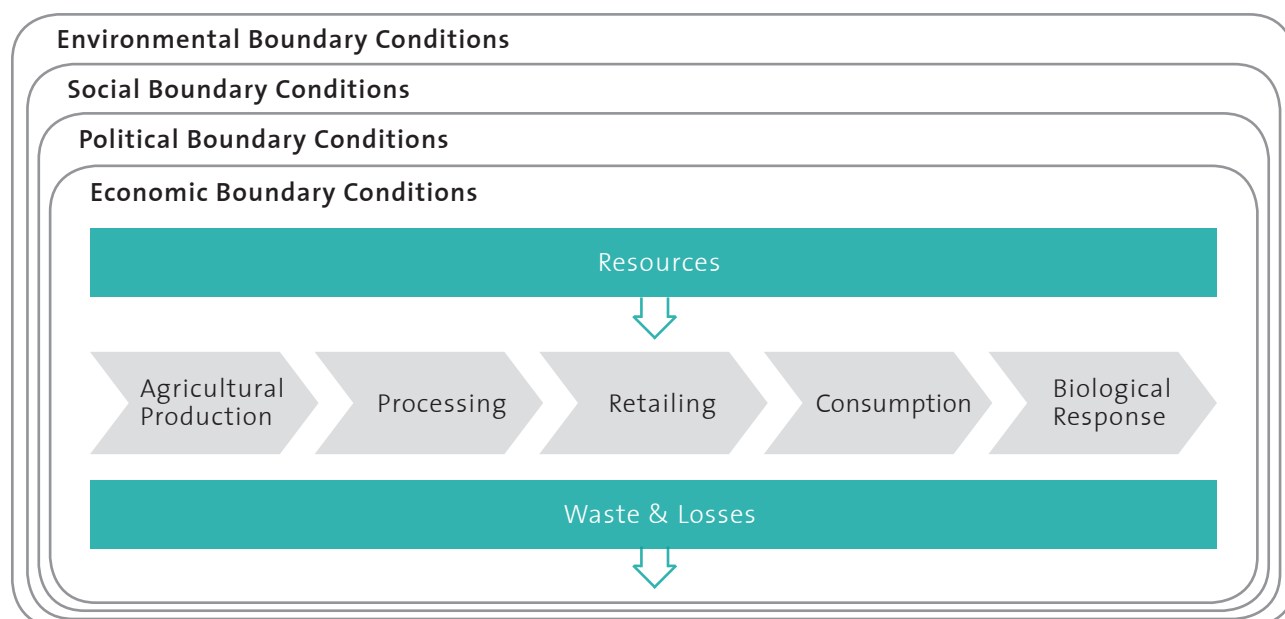 Environmental Boundary Conditions
Social Boundary Conditions
Political Boundary Conditions
Economic Boundary Conditions
Resources
Agricultural
Production
Processing
Retailing
Consumption
Biological
Response
Waste & Losses